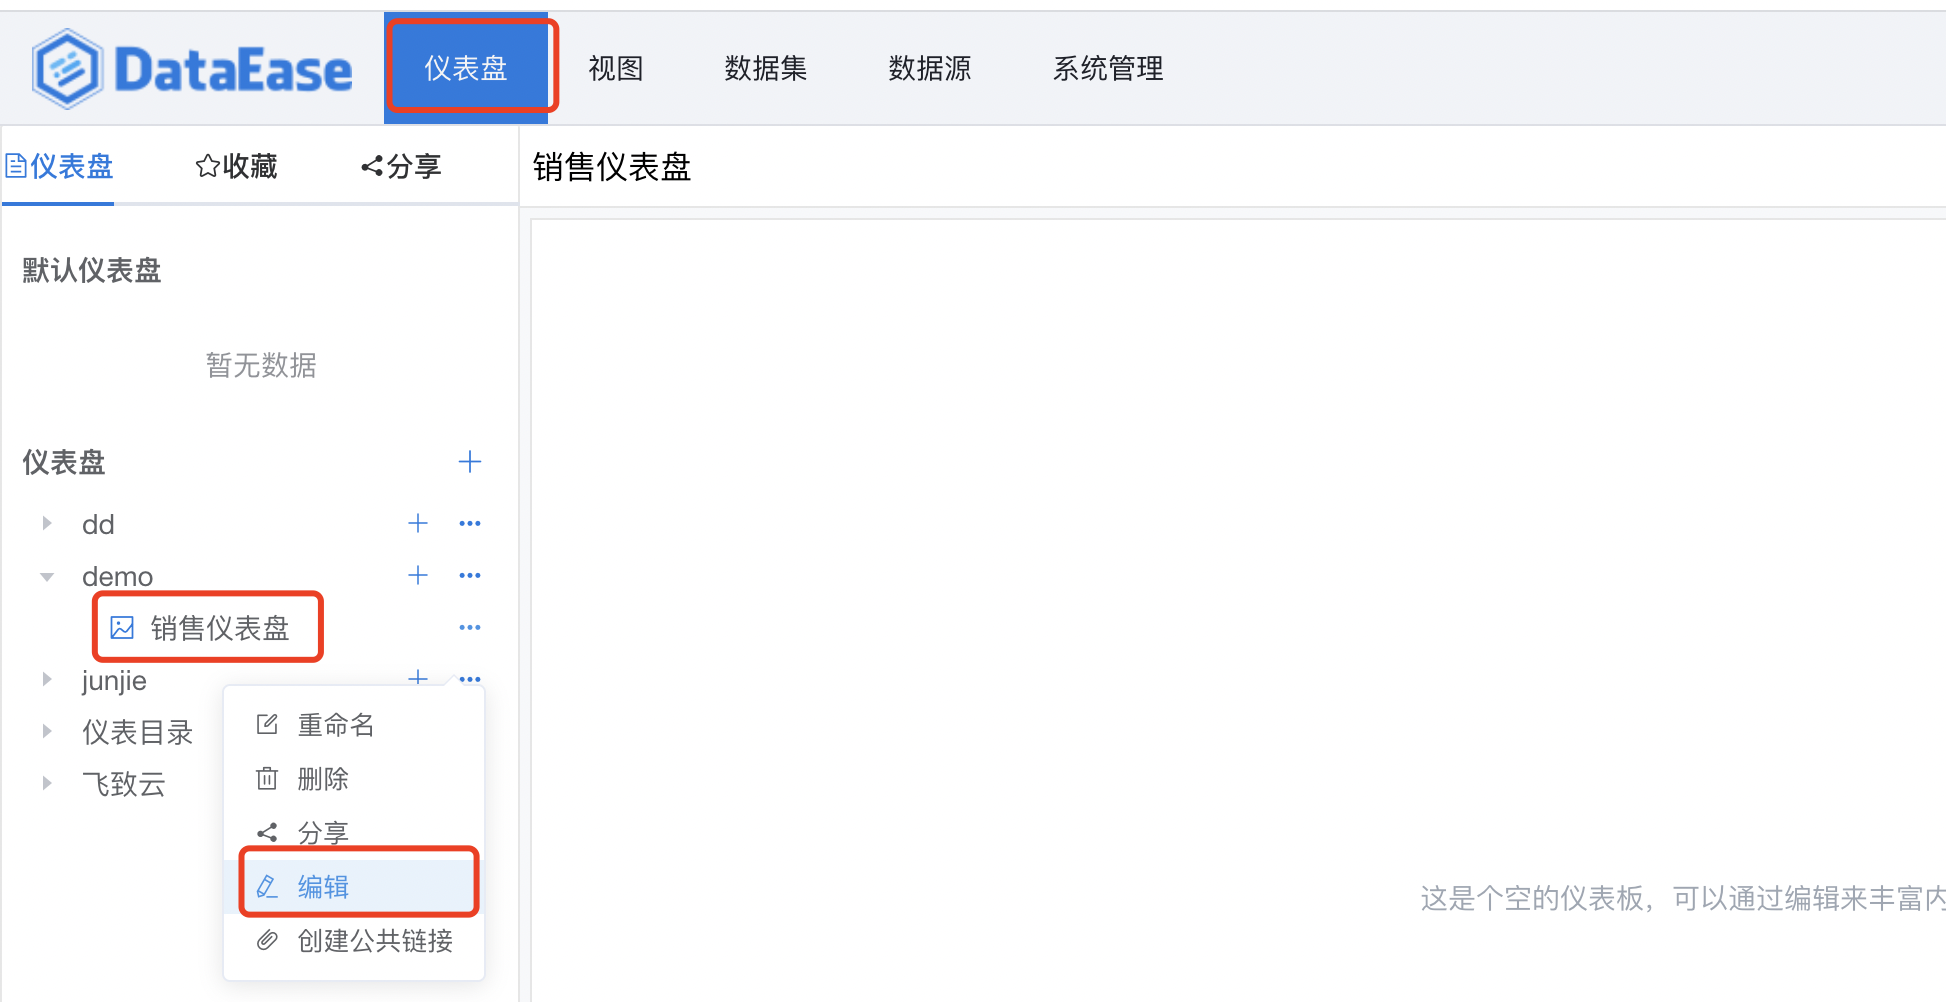 DataEase 仪表盘 视图 数据集 数据源 系统管理
仪表盘 收藏 分享
销售仪表盘
默认仪表盘
暂无数据
仪表盘
dd
demo
销售仪表盘
junjie
仪表目录
飞致云
重命名
删除
分享
编辑
创建公共链接
这是个空的仪表板，可以通过编辑来丰富内